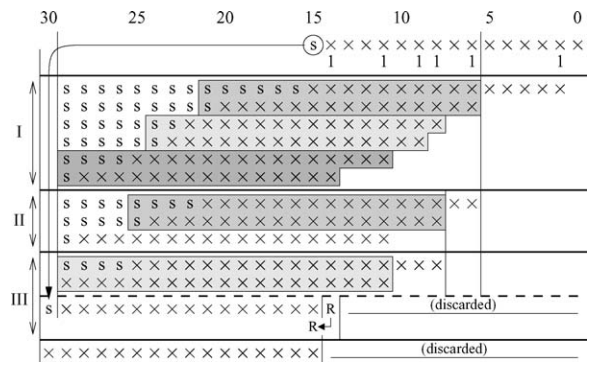 30 25 20 15 10 5 0
s × × × × × × × × × × × × × × ×
1 1 1 1 1 1
s s s s s s s s s s s s s s × × × × × × × × × × × × × × ×
s s s s s s s s s × × × × × × × × × × × × × × ×
I
s s s s s s s × × × × × × × × × × × × × × ×
s s s s s s × × × × × × × × × × × × × × ×
s s s s × × × × × × × × × × × × × × ×
s × × × × × × × × × × × × × × ×
s s s s s s s s × × × × × × × × × × × × × × × ×
II
s s s s s × × × × × × × × × × × × × × × × ×
s × × × × × × × × × × × × × × × × × ×
s s s s × × × × × × × × × × × × × × × × × ×
s × × × × × × × × × × × × × × × × × ×
III
s × × × × × × × × × × × × × × × R (discarded)
R
× × × × × × × × × × × × × × × × (discarded)